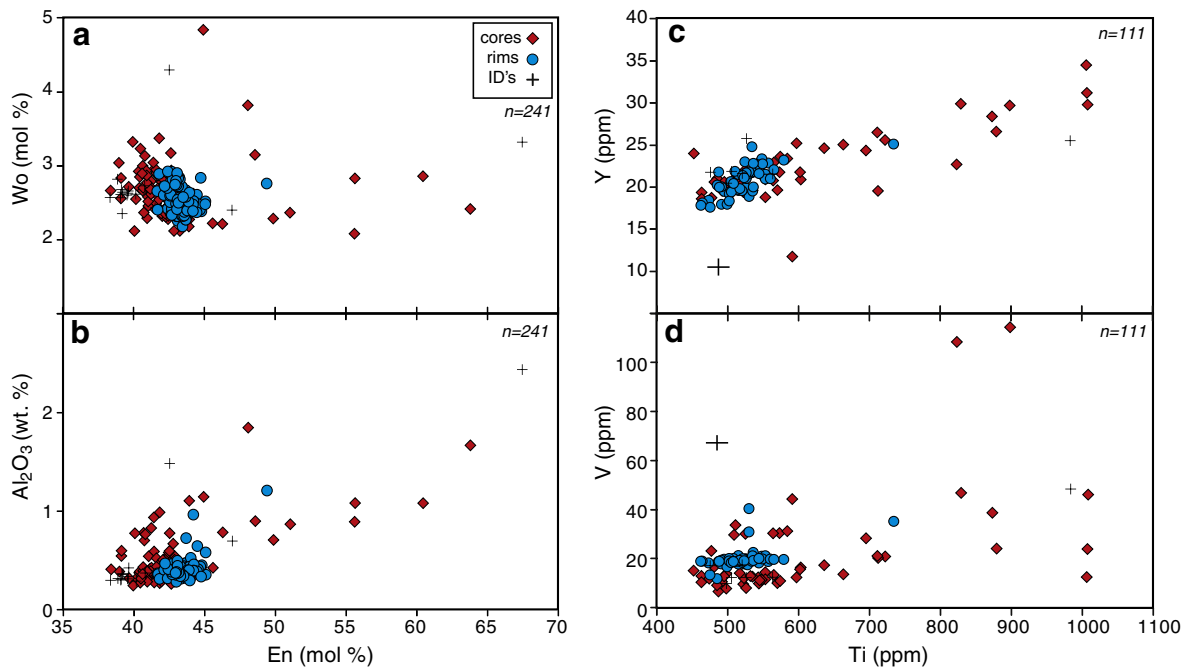 a
cores
rims
ID's
n=241
Wo (mol %)
5
4
3
2
b
n=241
Al₂O₃ (wt. %)
2
1
0
35 40 45 50 55 60 65 70
En (mol %)
c
n=111
Y (ppm)
40
35
30
25
20
15
10
d
n=111
V (ppm)
100
80
60
40
20
0
400 500 600 700 800 900 1000 1100
Ti (ppm)